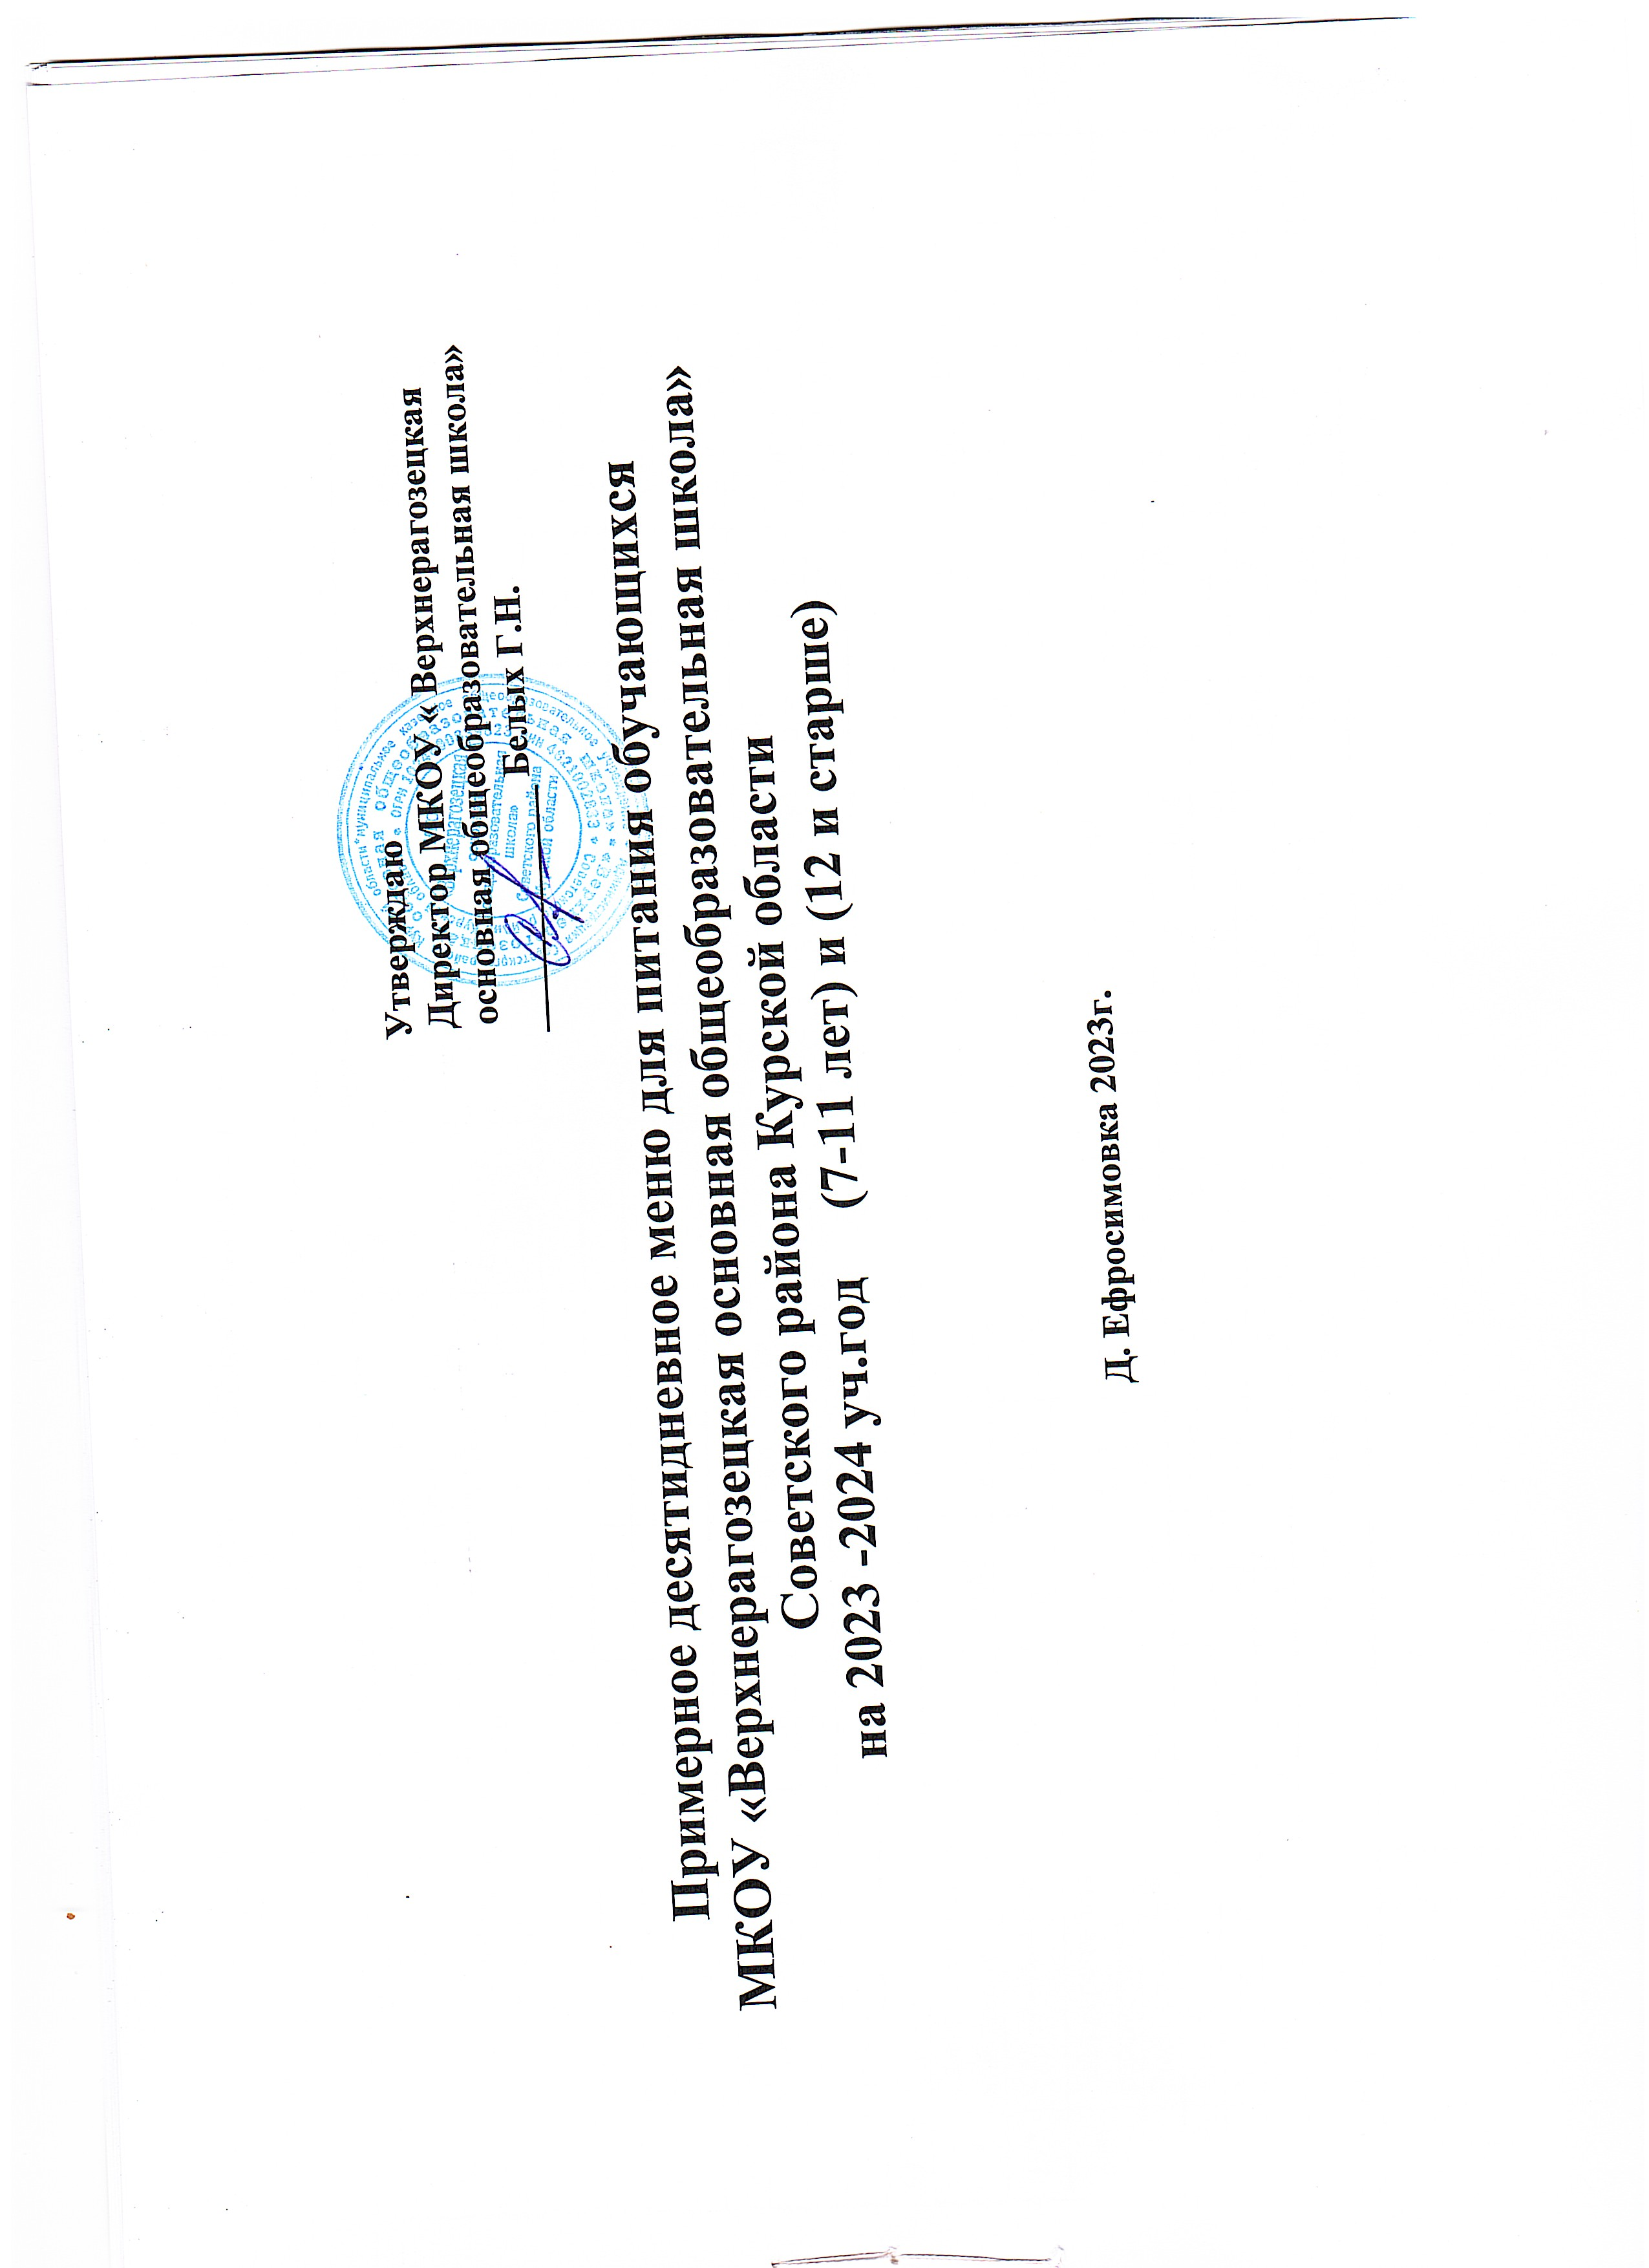 Утверждаю
Директор МКОУ « Верхнерагозецкая
основная общеобразовательная школа»
Белых Г.Н.
Примерное десятидневное меню для питания обучающихся
МКОУ «Верхнерагозецкая основная общеобразовательная школа»
Советского района Курской области
на 2023 -2024 уч.год (7-11 лет) и (12 и старше)
Д. Ефросимовка 2023г.